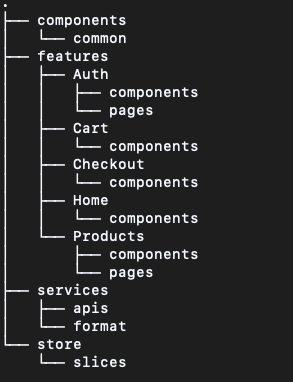 .
├── components
│   └── common
├── features
│   ├── Auth
│   │   ├── components
│   │   └── pages
│   ├── Cart
│   │   └── components
│   ├── Checkout
│   │   └── components
│   ├── Home
│   │   └── components
│   └── Products
│       ├── components
│       └── pages
├── services
│   ├── apis
│   └── format
└── store
    └── slices